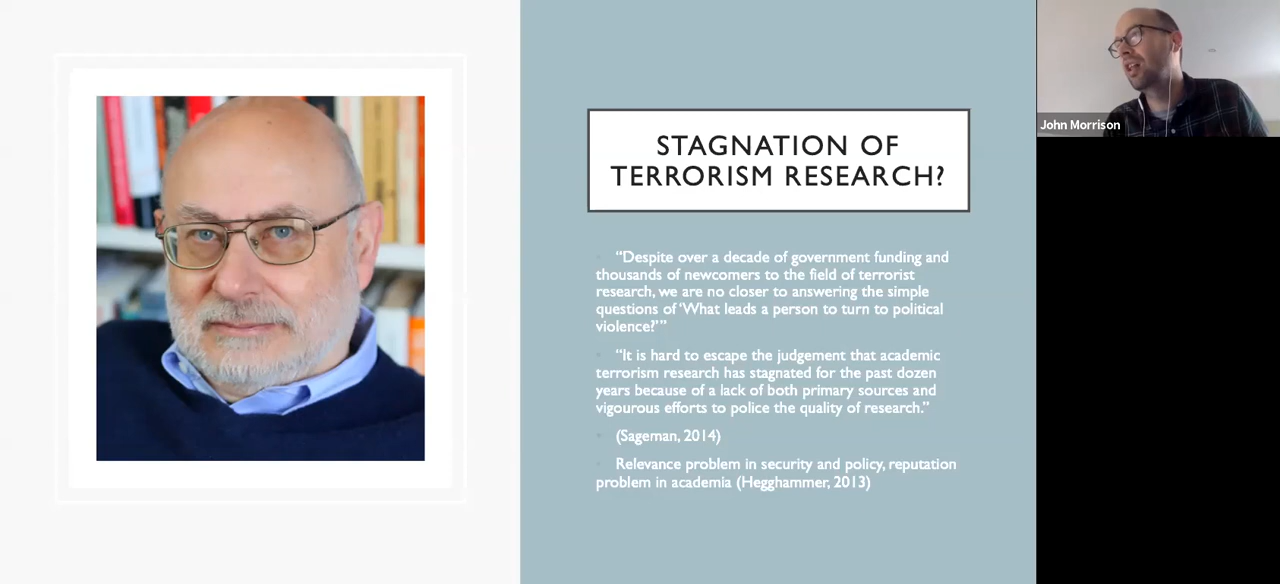 STAGNATION OF
TERRORISM RESEARCH?
“Despite over a decade of government funding and
thousands of newcomers to the field of terrorist
research, we are no closer to answering the simple
questions of ‘What leads a person to turn to political
violence?’”
“It is hard to escape the judgement that academic
terrorism research has stagnated for the past dozen
years because of a lack of both primary sources and
vigourous efforts to police the quality of research.”
(Sageman, 2014)
Relevance problem in security and policy, reputation
problem in academia (Hegghammer, 2013)
John Morrison